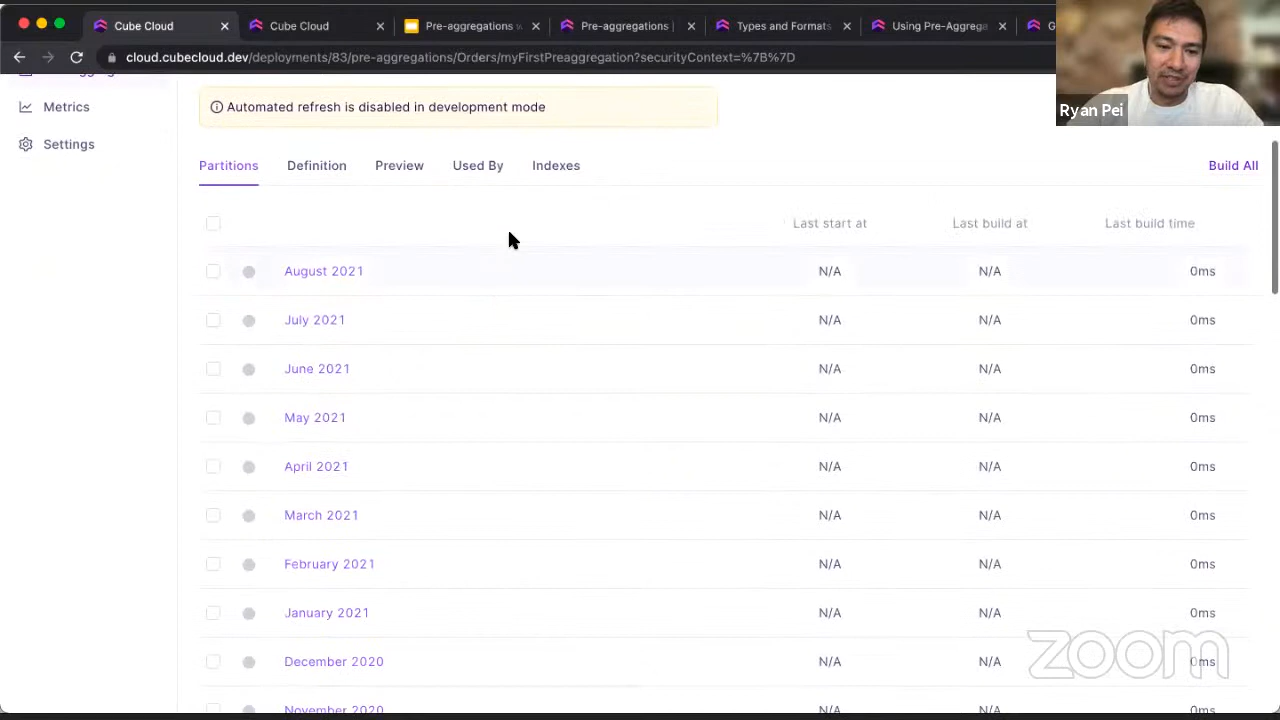 Cube Cloud
Cube Cloud
Pre-aggregations
Pre-aggregations
Types and Formats
Using Pre-Aggrega
G
cloud.cubecloud.dev/deployments/83/pre-aggregations/Orders/myFirstPreaggregation?securityContext=%7B%7D
Ryan Pei
Metrics
Settings
Automated refresh is disabled in development mode
Partitions Definition Preview Used By Indexes Build All
Last start at Last build at Last build time
August 2021 N/A N/A 0ms
July 2021 N/A N/A 0ms
June 2021 N/A N/A 0ms
May 2021 N/A N/A 0ms
April 2021 N/A N/A 0ms
March 2021 N/A N/A 0ms
February 2021 N/A N/A 0ms
January 2021 N/A N/A 0ms
December 2020 N/A N/A 0ms
November 2020 N/A N/A 0ms
zoom